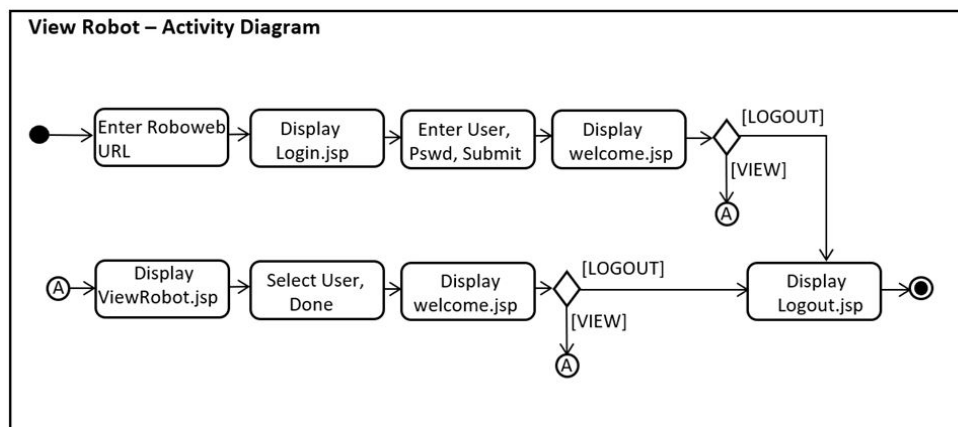 View Robot – Activity Diagram
Enter Roboweb
URL
Display
Login.jsp
Enter User,
Pswd, Submit
Display
welcome.jsp
[LOGOUT]
[VIEW]
A
A
Display
ViewRobot.jsp
Select User,
Done
Display
welcome.jsp
[LOGOUT]
[VIEW]
A
Display
Logout.jsp